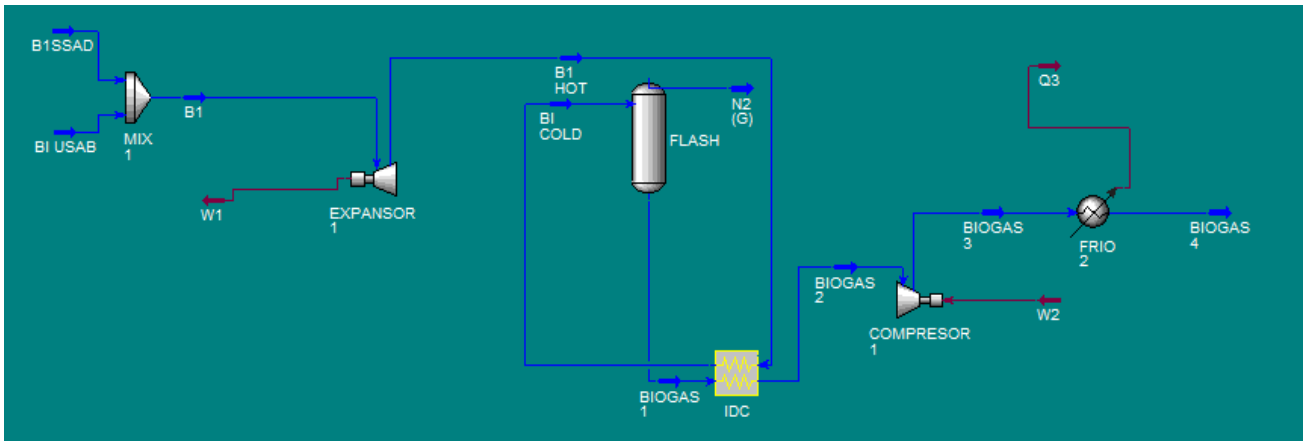 B1SSAD
BI USAB
MIX
1
B1
W1
EXPANSOR
1
B1
HOT
BI
COLD
N2
(G)
FLASH
BIOGAS
1
IDC
BIOGAS
2
COMPRESOR
1
BIOGAS
3
W2
Q3
FRIO
2
BIOGAS
4